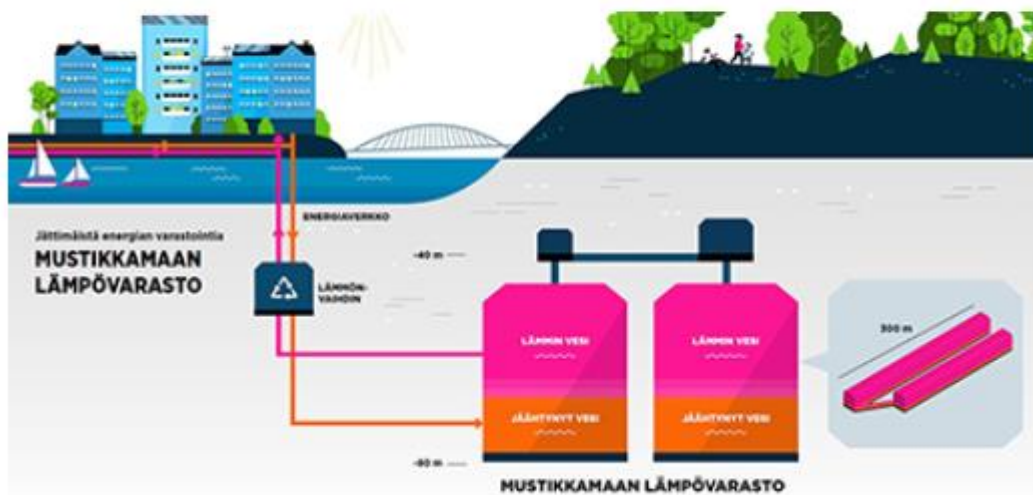 Jättimäistä energian varastointia
MUSTIKKAMAAN
LÄMPÖVARASTO
ENERGIAVERKKO
LÄMMÖN-
VAIHDIN
-40 m
LÄMMIN VESI
LÄMMIN VESI
300 m
JÄÄHTYNYT VESI
JÄÄHTYNYT VESI
-80 m
MUSTIKKAMAAN LÄMPÖVARASTO